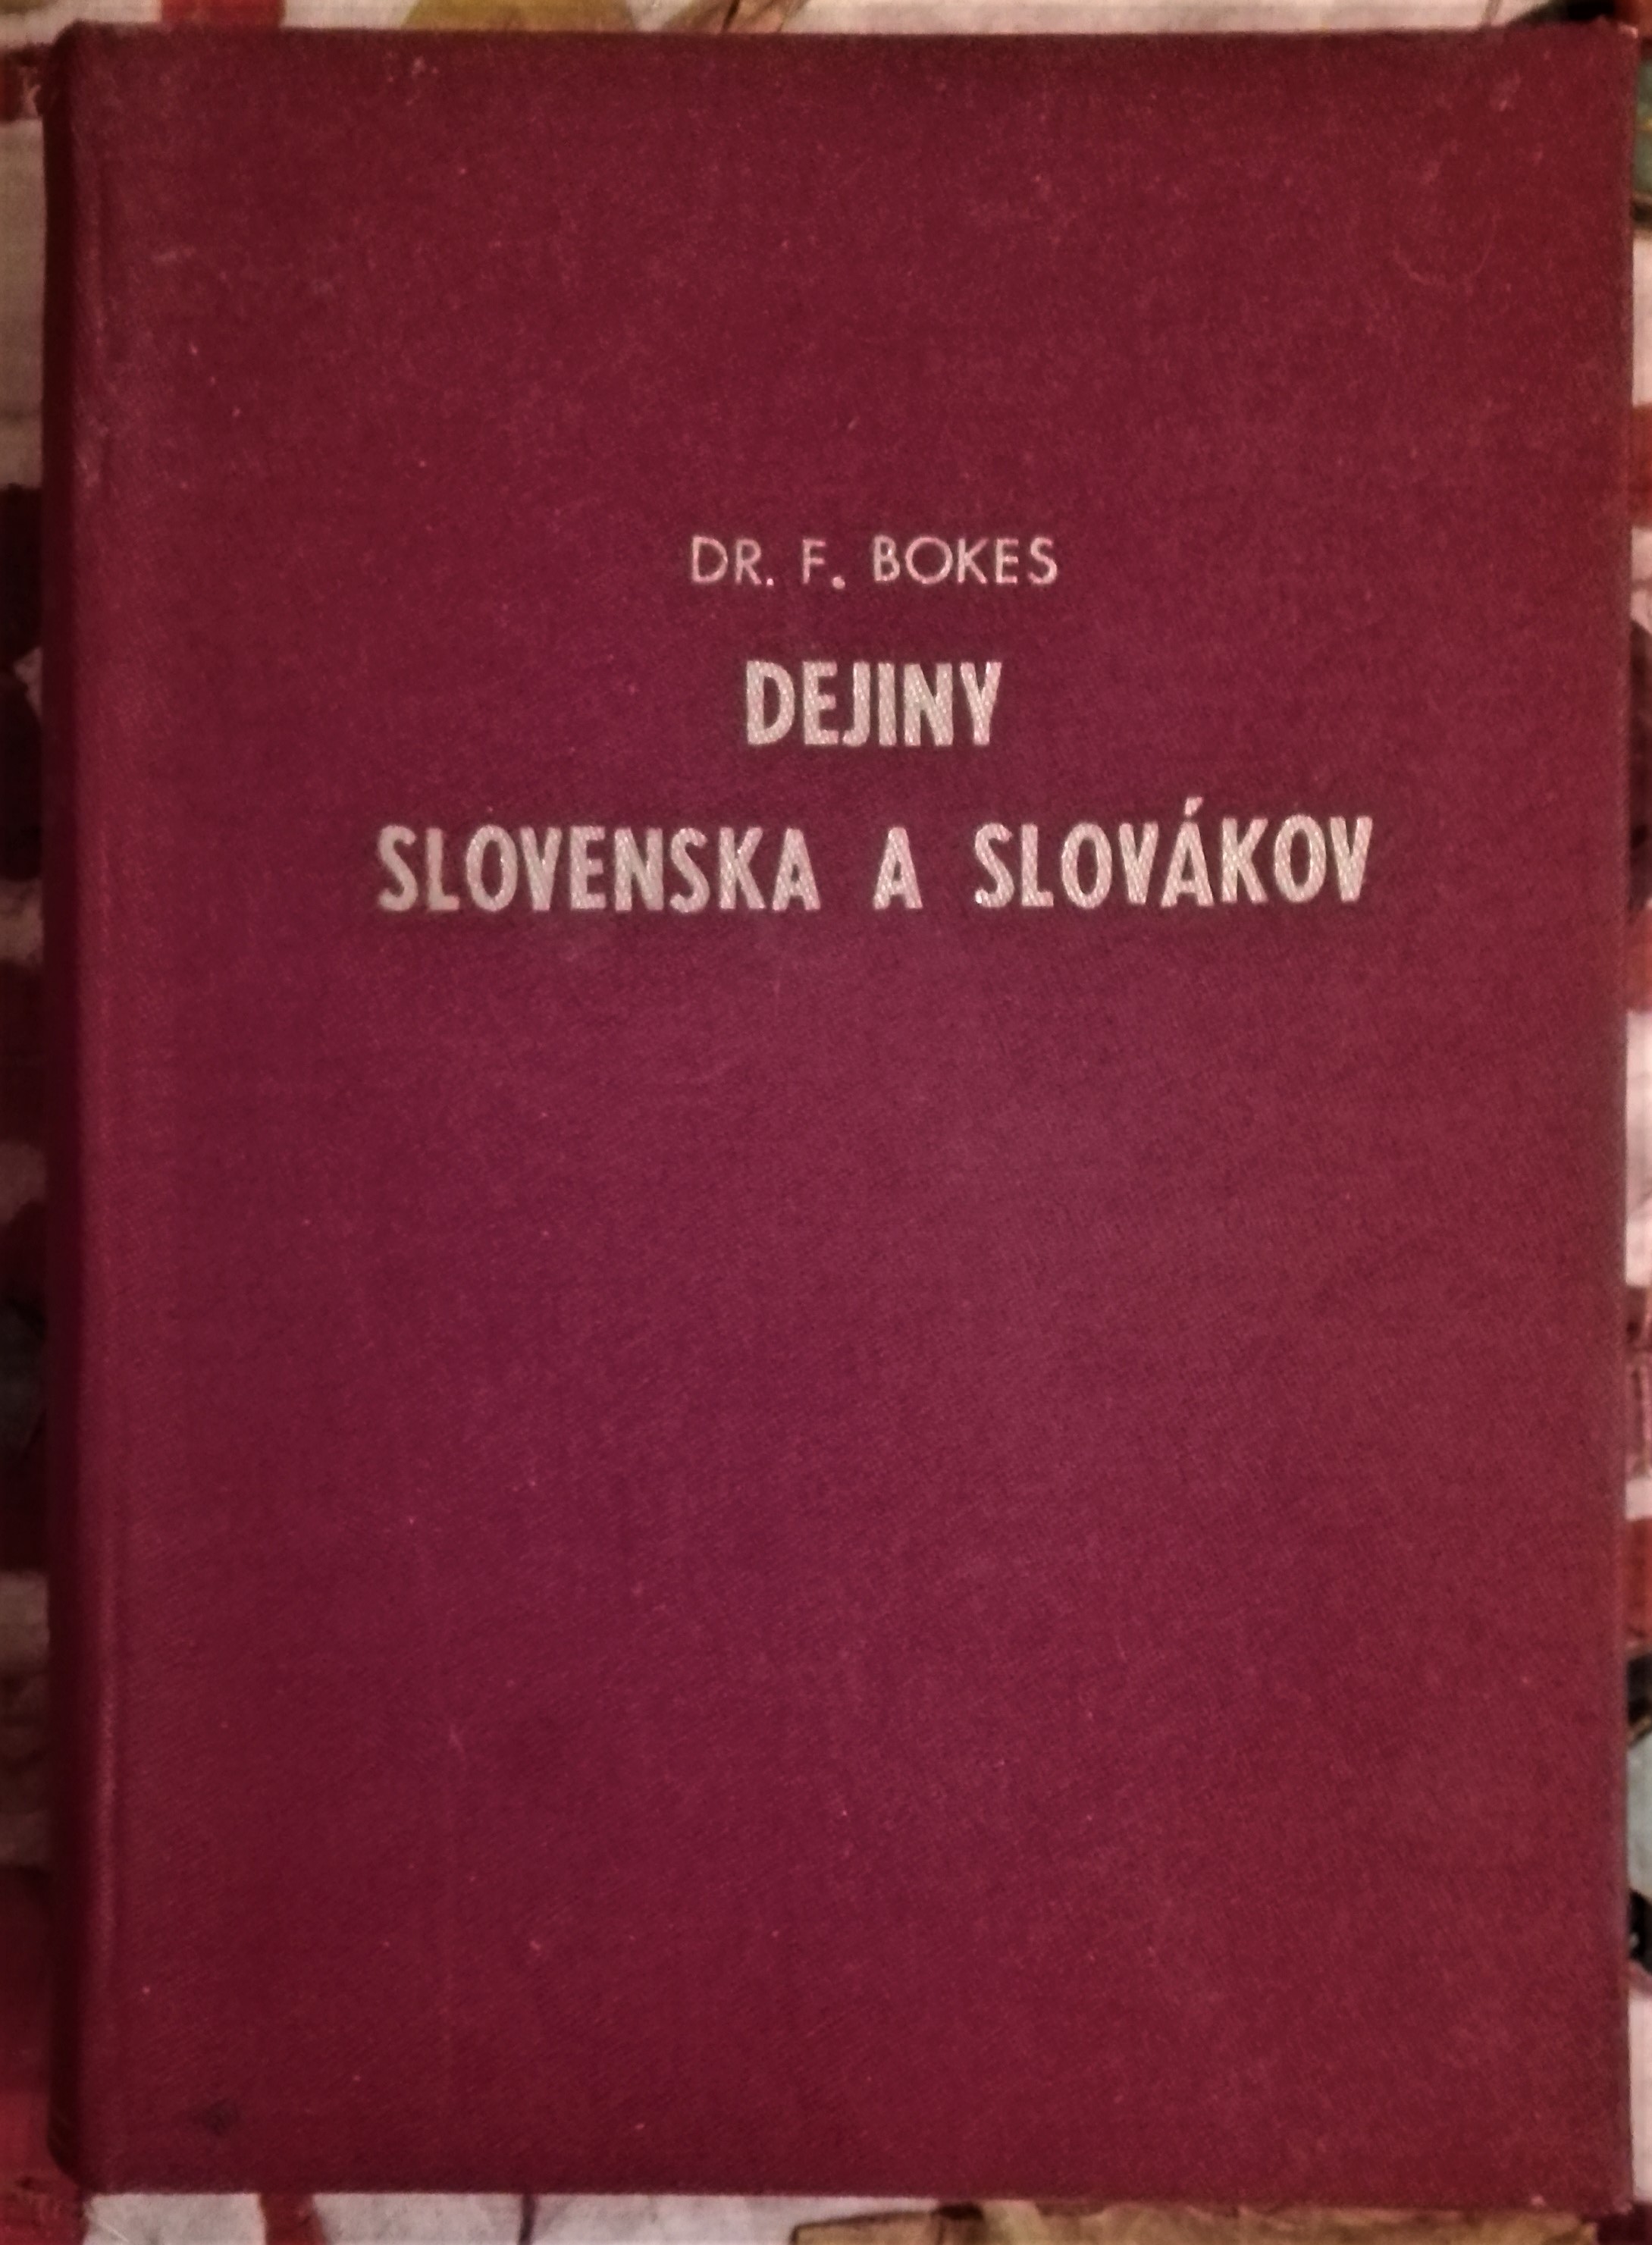 DR. F. BOKES
DEJINY
SLOVENSKA A SLOVÁKOV